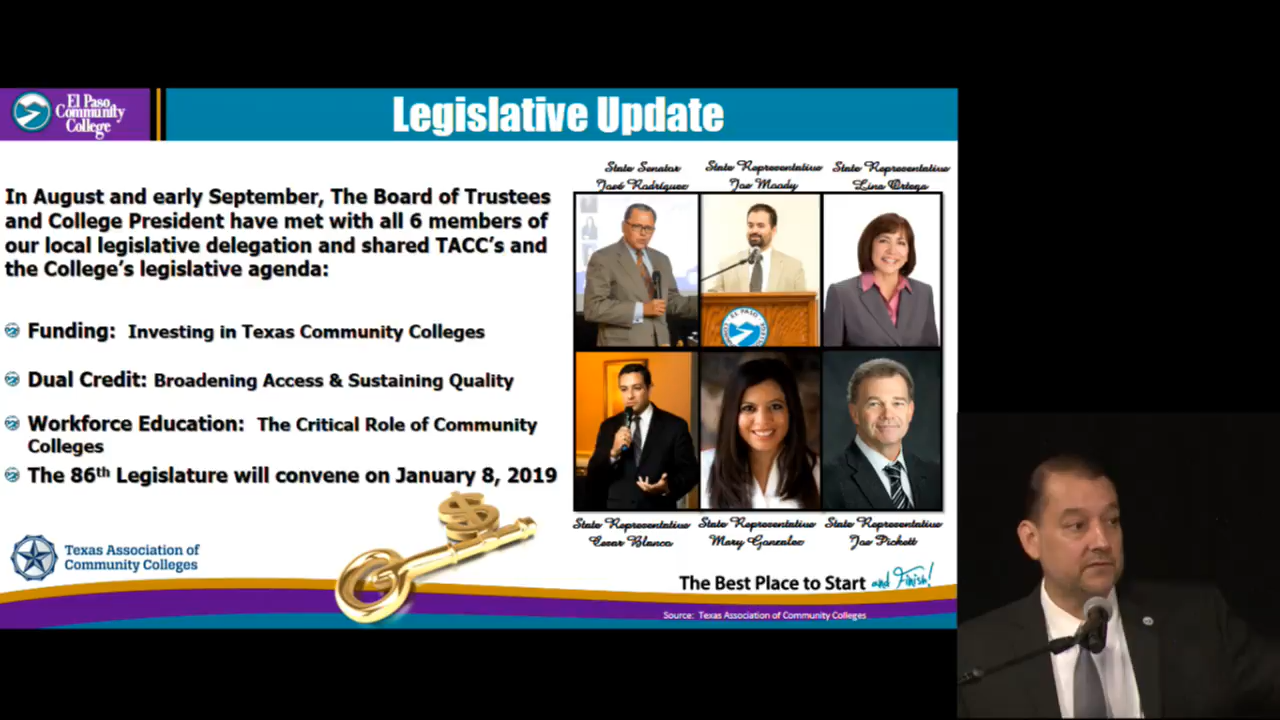 El Paso
Community
College
Legislative Update
In August and early September, The Board of Trustees
and College President have met with all 6 members of
our local legislative delegation and shared TACC's and
the College's legislative agenda:
Funding: Investing in Texas Community Colleges
Dual Credit: Broadening Access & Sustaining Quality
Workforce Education: The Critical Role of Community
Colleges
The 86th Legislature will convene on January 8, 2019
State Senator
José Rodríguez
State Representative
Joe Moody
State Representative
Lina Ortega
EL PASO
State Representative
Cesar Blanco
State Representative
Mary Gonzalez
State Representative
Joe Pickett
Texas Association of
Community Colleges
The Best Place to Start and Finish!
Source: Texas Association of Community Colleges